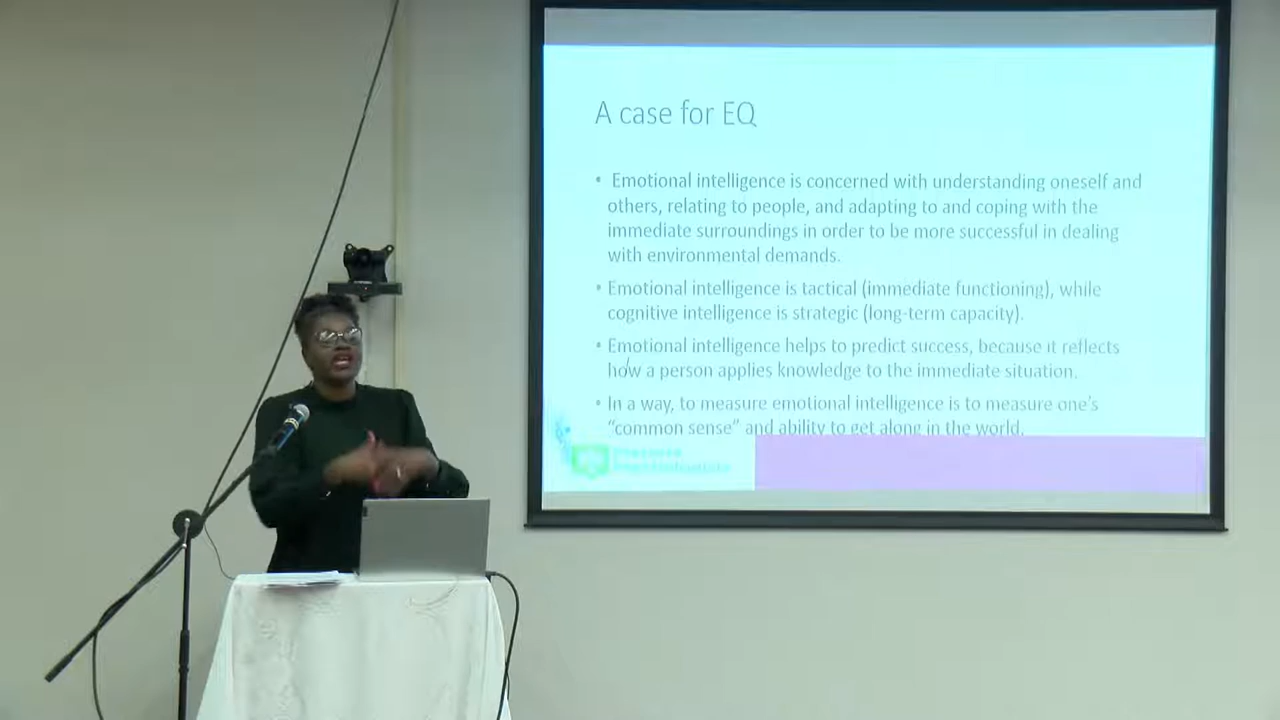 A case for EQ
• Emotional intelligence is concerned with understanding oneself and
others, relating to people, and adapting to and coping with the
immediate surroundings in order to be more successful in dealing
with environmental demands.
• Emotional intelligence is tactical (immediate functioning), while
cognitive intelligence is strategic (long-term capacity).
• Emotional intelligence helps to predict success, because it reflects
how a person applies knowledge to the immediate situation.
• In a way, to measure emotional intelligence is to measure one's
“common sense” and ability to get along in the world.